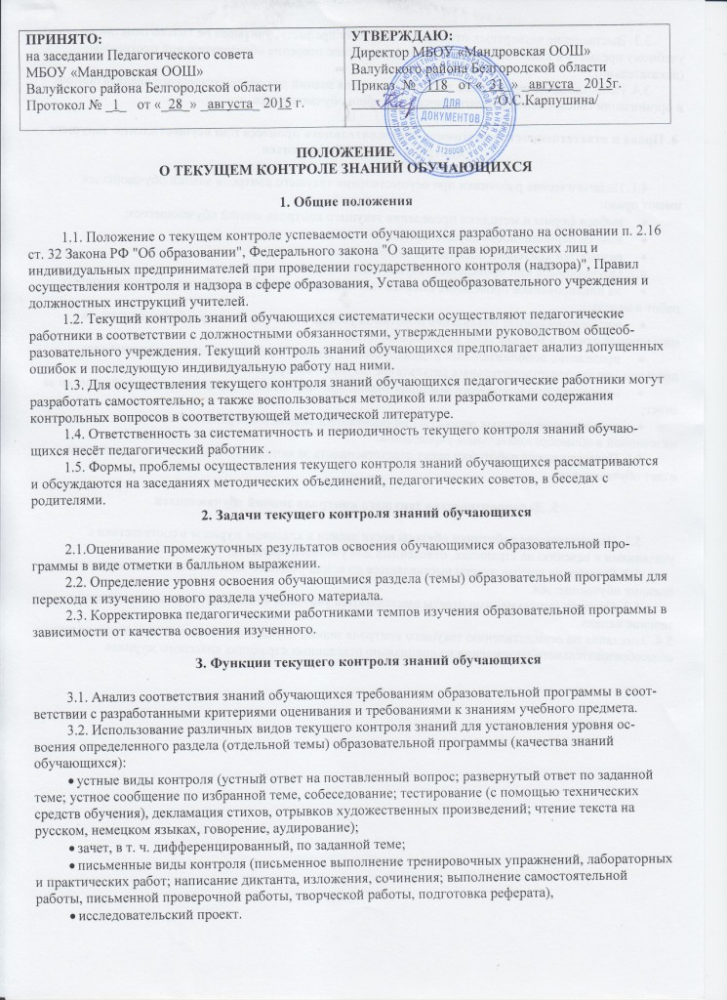 ПРИНЯТО:
на заседании Педагогического совета
МБОУ «Мандровская ООШ»
Валуйского района Белгородской области
Протокол № 1 от « 28 » августа 2015 г.
УТВЕРЖДАЮ:
Директор МБОУ «Мандровская ООШ»
Валуйского района Белгородской области
Приказ № 118 от « 31 » августа 2015г.
/О.С.Карпушина/
ДЛЯ
ДОКУМЕНТОВ
ПОЛОЖЕНИЕ
О ТЕКУЩЕМ КОНТРОЛЕ ЗНАНИЙ ОБУЧАЮЩИХСЯ
1. Общие положения
1.1. Положение о текущем контроле успеваемости обучающихся разработано на основании п. 2.16
ст. 32 Закона РФ "Об образовании", Федерального закона "О защите прав юридических лиц и
индивидуальных предпринимателей при проведении государственного контроля (надзора)", Правил
осуществления контроля и надзора в сфере образования, Устава общеобразовательного учреждения и
должностных инструкций учителей.
1.2. Текущий контроль знаний обучающихся систематически осуществляют педагогические
работники в соответствии с должностными обязанностями, утвержденными руководством общеоб-
разовательного учреждения. Текущий контроль знаний обучающихся предполагает анализ допущенных
ошибок и последующую индивидуальную работу над ними.
1.3. Для осуществления текущего контроля знаний обучающихся педагогические работники могут
разработать самостоятельно, а также воспользоваться методикой или разработками содержания
контрольных вопросов в соответствующей методической литературе.
1.4. Ответственность за систематичность и периодичность текущего контроля знаний обучаю-
щихся несёт педагогический работник .
1.5. Формы, проблемы осуществления текущего контроля знаний обучающихся рассматриваются
и обсуждаются на заседаниях методических объединений, педагогических советов, в беседах с
родителями.
2. Задачи текущего контроля знаний обучающихся
2.1.Оценивание промежуточных результатов освоения обучающимися образовательной про-
граммы в виде отметки в балльном выражении.
2.2. Определение уровня освоения обучающимися раздела (темы) образовательной программы для
перехода к изучению нового раздела учебного материала.
2.3. Корректировка педагогическими работниками темпов изучения образовательной программы в
зависимости от качества освоения изученного.
3. Функции текущего контроля знаний обучающихся
3.1. Анализ соответствия знаний обучающихся требованиям образовательной программы в соот-
ветствии с разработанными критериями оценивания и требованиями к знаниям учебного предмета.
3.2. Использование различных видов текущего контроля знаний для установления уровня ос-
воения определенного раздела (отдельной темы) образовательной программы (качества знаний
обучающихся):
• устные виды контроля (устный ответ на поставленный вопрос; развернутый ответ по заданной
теме; устное сообщение по избранной теме, собеседование; тестирование (с помощью технических
средств обучения), декламация стихов, отрывков художественных произведений; чтение текста на
русском, немецком языках, говорение, аудирование);
• зачет, в т. ч. дифференцированный, по заданной теме;
• письменные виды контроля (письменное выполнение тренировочных упражнений, лабораторных
и практических работ; написание диктанта, изложения, сочинения; выполнение самостоятельной
работы, письменной проверочной работы, творческой работы, подготовка реферата),
• исследовательский проект.